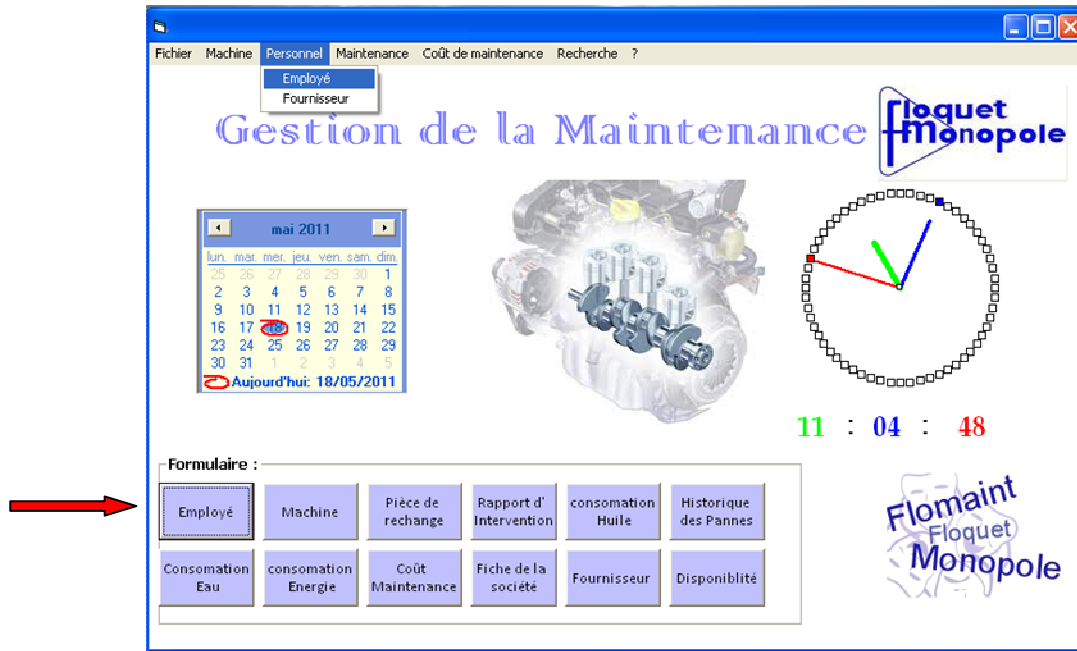 Fichier Machine Personnel Maintenance Coût de maintenance Recherche ?
Employé
Fournisseur
Gestion de la Maintenance
floquet
monopole
mai 2011
lun. mar. mer. jeu. ven. sam. dim.
25 26 27 28 29 30 1
2 3 4 5 6 7 8
9 10 11 12 13 14 15
16 17 18 19 20 21 22
23 24 25 26 27 28 29
30 31 1 2 3 4 5
Aujourd'hui: 18/05/2011
11 : 04 : 48
Formulaire :
Employé
Machine
Pièce de
rechange
Rapport d'
Intervention
consomation
Huile
Historique
des Pannes
Consomation
Eau
consomation
Energie
Coût
Maintenance
Fiche de la
société
Fournisseur
Disponiblité
Flomaint
Floquet
Monopole